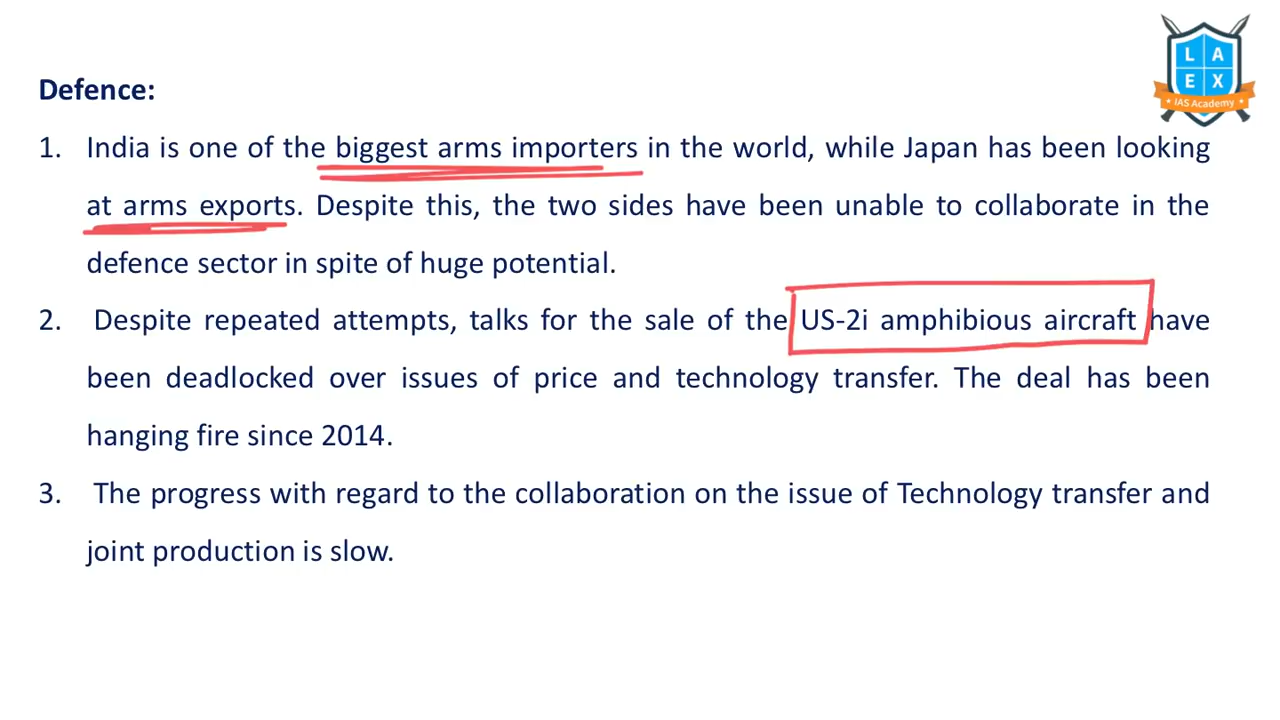 L A
E X
IAS Academy
Defence:
1. India is one of the biggest arms importers in the world, while Japan has been looking
at arms exports. Despite this, the two sides have been unable to collaborate in the
defence sector in spite of huge potential.
2. Despite repeated attempts, talks for the sale of the US-2i amphibious aircraft have
been deadlocked over issues of price and technology transfer. The deal has been
hanging fire since 2014.
3. The progress with regard to the collaboration on the issue of Technology transfer and
joint production is slow.